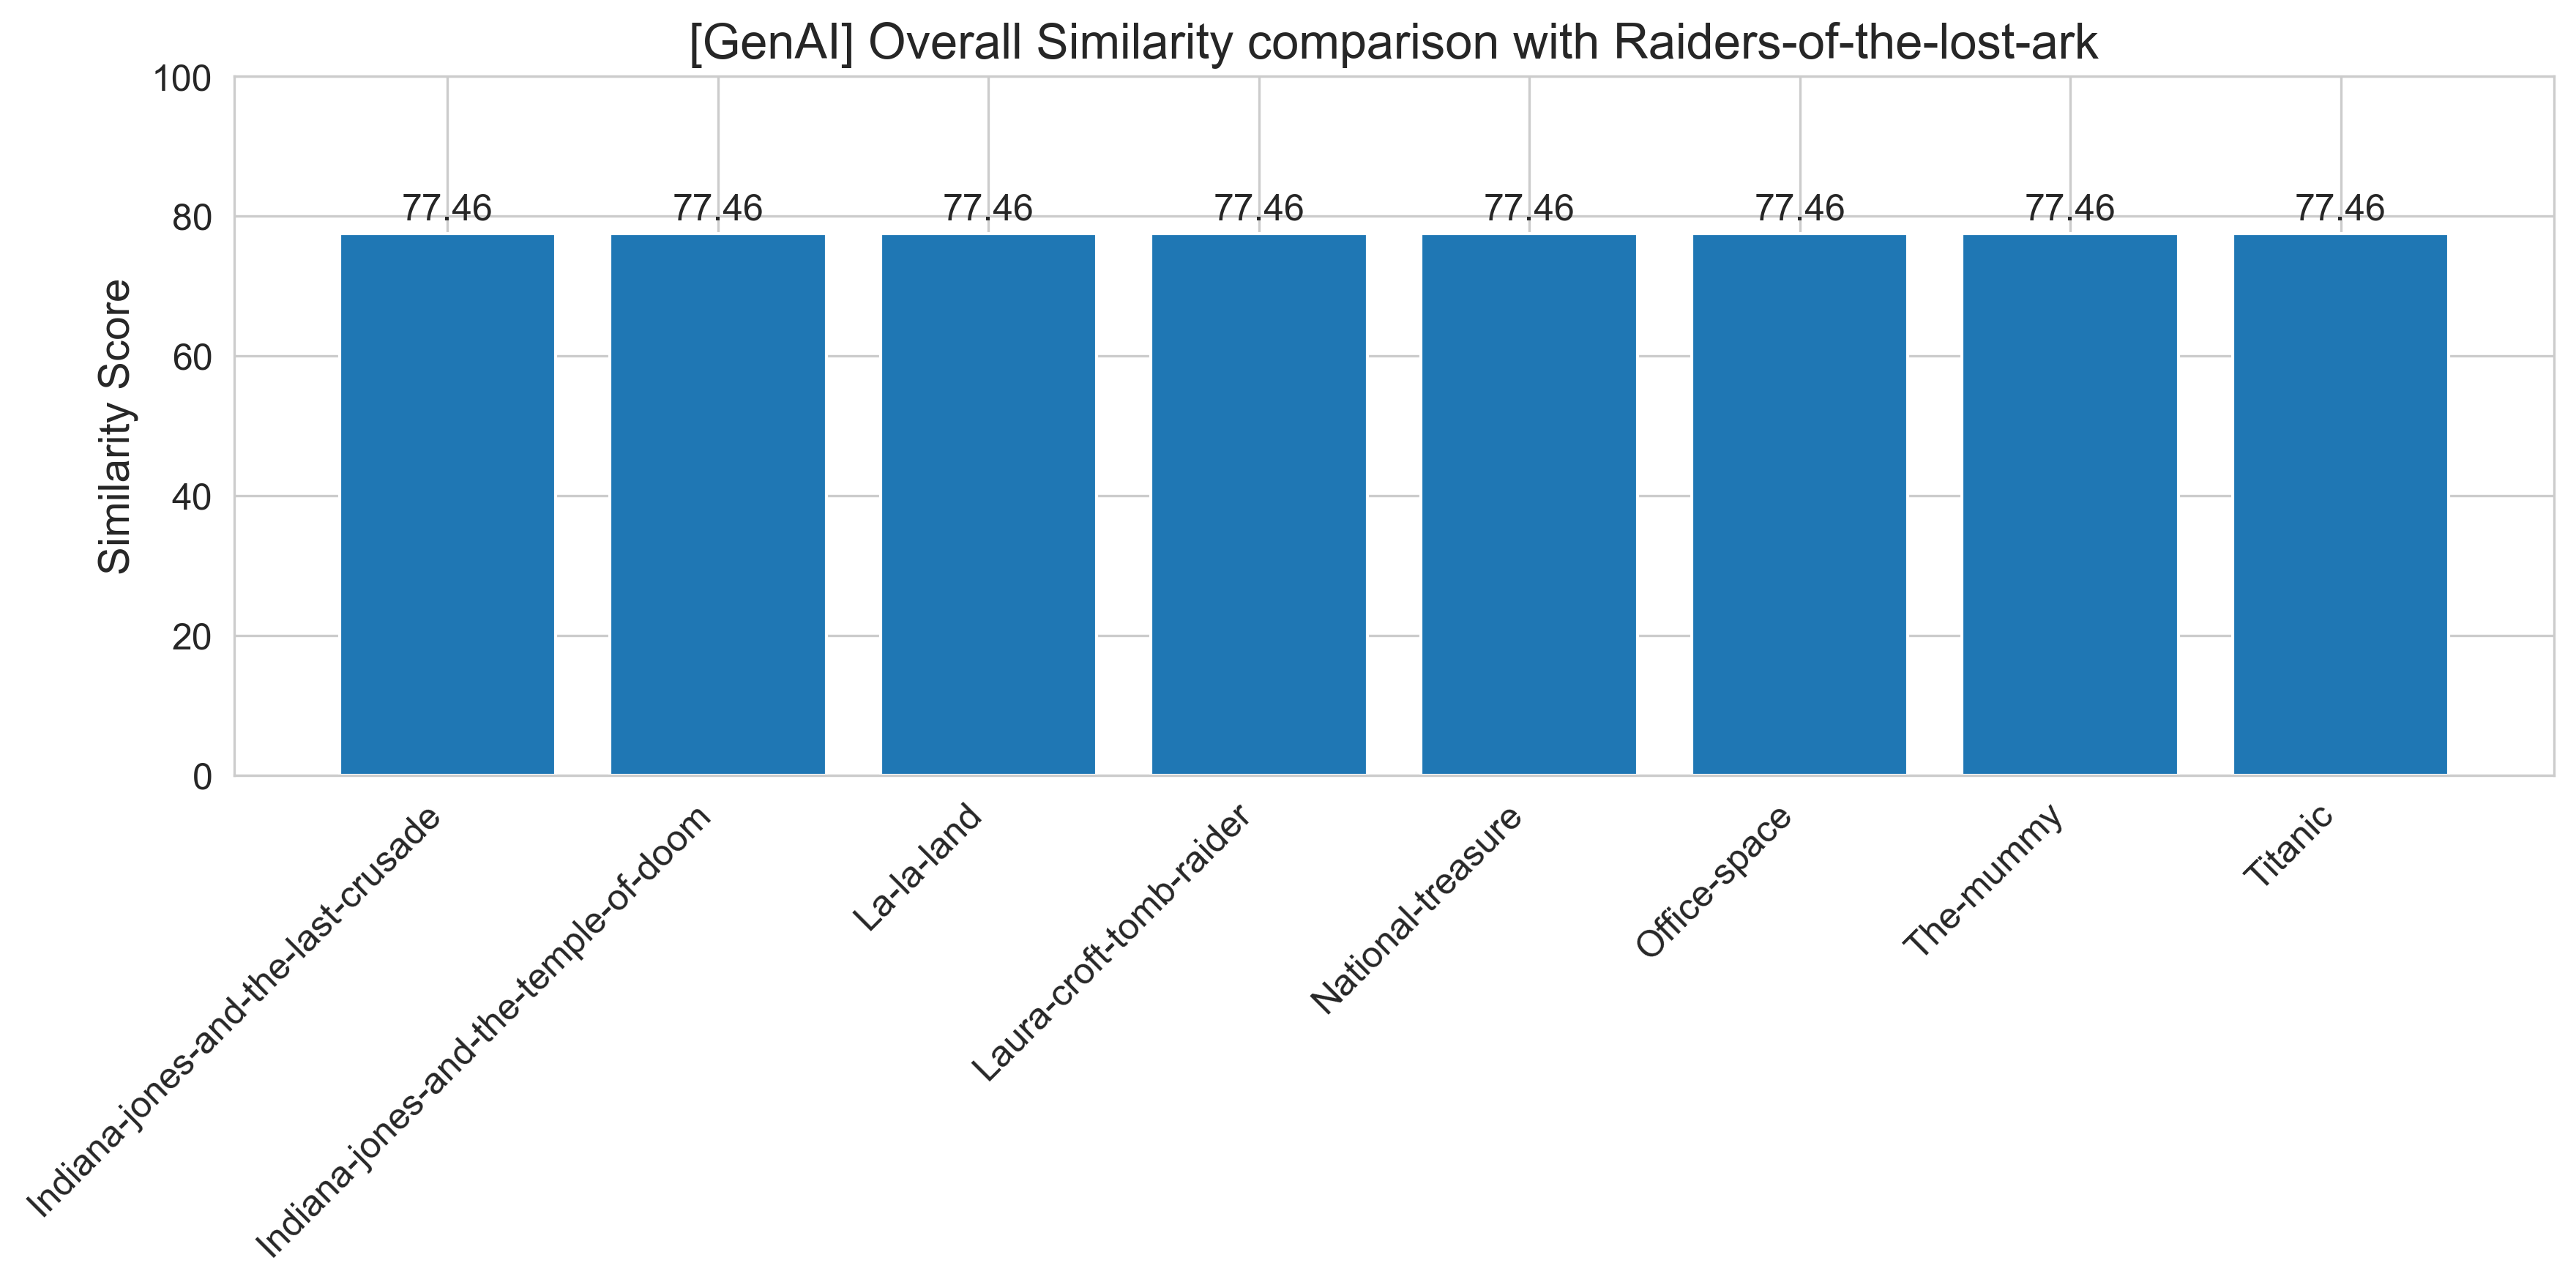 [GenAI] Overall Similarity comparison with Raiders-of-the-lost-ark
100
80
60
40
20
0
Similarity Score
77.46 77.46 77.46 77.46 77.46 77.46 77.46 77.46
Indiana-jones-and-the-last-crusade
Indiana-jones-and-the-temple-of-doom
La-la-land
Laura-croft-tomb-raider
National-treasure
Office-space
The-mummy
Titanic